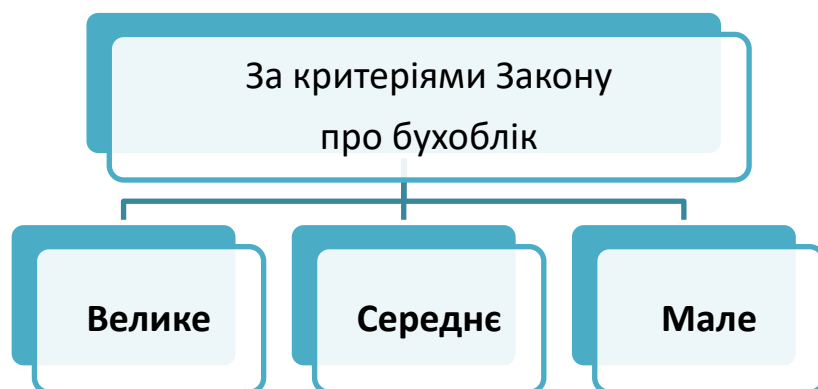 За критеріями Закону
про бухоблік
Велике
Середнє
Мале